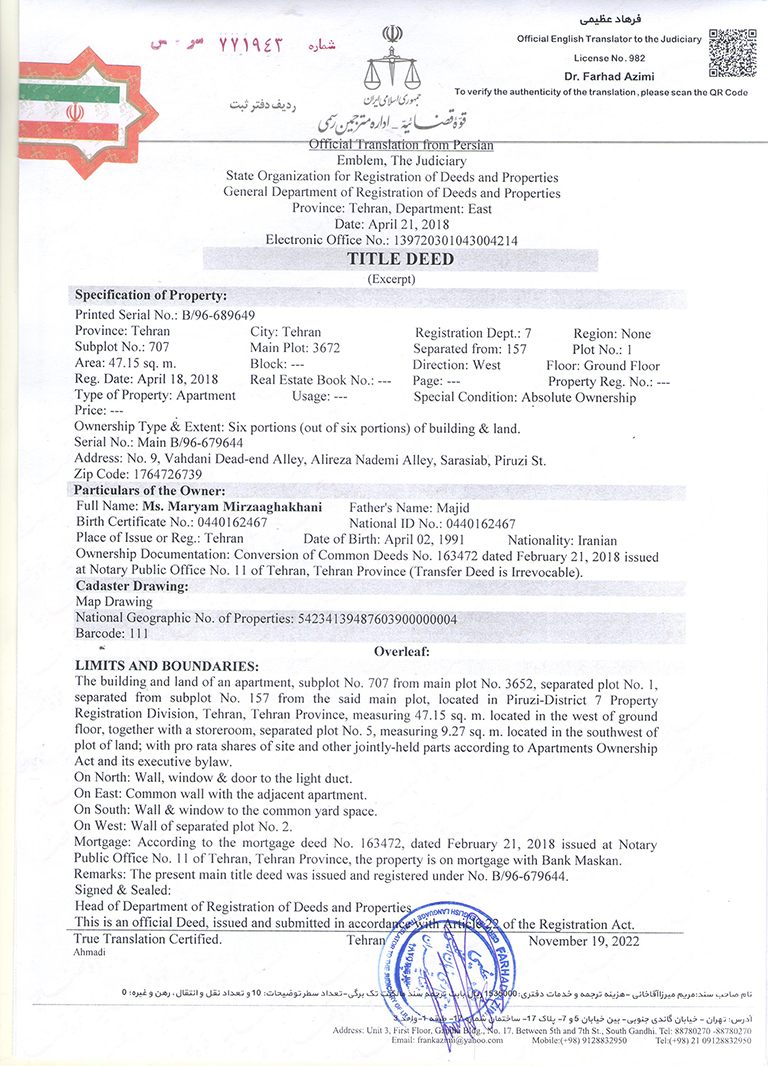 فرهاد عظیمی
Official English Translator to the Judiciary
License No. 982
Dr. Farhad Azimi
To verify the authenticity of the translation, please scan the QR Code
شماره ۷۷۱۹۴۳
ردیف دفتر ثبت
جمهوری اسلامی ایران
قوه قضائیه - اداره مترجمین رسمی
Official Translation from Persian
Emblem, The Judiciary
State Organization for Registration of Deeds and Properties
General Department of Registration of Deeds and Properties
Province: Tehran, Department: East
Date: April 21, 2018
Electronic Office No.: 139720301043004214
TITLE DEED
(Excerpt)
Specification of Property:
Printed Serial No.: B/96-689649
Province: Tehran City: Tehran Registration Dept.: 7 Region: None
Subplot No.: 707 Main Plot: 3672 Separated from: 157 Plot No.: 1
Area: 47.15 sq. m. Block: --- Direction: West Floor: Ground Floor
Reg. Date: April 18, 2018 Real Estate Book No.: --- Page: --- Property Reg. No.: ---
Type of Property: Apartment Usage: --- Special Condition: Absolute Ownership
Price: ---
Ownership Type & Extent: Six portions (out of six portions) of building & land.
Serial No.: Main B/96-679644
Address: No. 9, Vahdani Dead-end Alley, Alireza Nademi Alley, Sarasiab, Piruzi St.
Zip Code: 1764726739
Particulars of the Owner:
Full Name: Ms. Maryam Mirzaaghakhani Father's Name: Majid
Birth Certificate No.: 0440162467 National ID No.: 0440162467
Place of Issue or Reg.: Tehran Date of Birth: April 02, 1991 Nationality: Iranian
Ownership Documentation: Conversion of Common Deeds No. 163472 dated February 21, 2018 issued
at Notary Public Office No. 11 of Tehran, Tehran Province (Transfer Deed is Irrevocable).
Cadaster Drawing:
Map Drawing
National Geographic No. of Properties: 54234139487603900000004
Barcode: 111
Overleaf:
LIMITS AND BOUNDARIES:
The building and land of an apartment, subplot No. 707 from main plot No. 3652, separated plot No. 1,
separated from subplot No. 157 from the said main plot, located in Piruzi-District 7 Property
Registration Division, Tehran, Tehran Province, measuring 47.15 sq. m. located in the west of ground
floor, together with a storeroom, separated plot No. 5, measuring 9.27 sq. m. located in the southwest of
plot of land; with pro rata shares of site and other jointly-held parts according to Apartments Ownership
Act and its executive bylaw.
On North: Wall, window & door to the light duct.
On East: Common wall with the adjacent apartment.
On South: Wall & window to the common yard space.
On West: Wall of separated plot No. 2.
Mortgage: According to the mortgage deed No. 163472, dated February 21, 2018 issued at Notary
Public Office No. 11 of Tehran, Tehran Province, the property is on mortgage with Bank Maskan.
Remarks: The present main title deed was issued and registered under No. B/96-679644.
Signed & Sealed:
Head of Department of Registration of Deeds and Properties
This is an official Deed, issued and submitted in accordance with Article 22 of the Registration Act.
True Translation Certified. Tehran November 19, 2022
Ahmadi
FARHAD AZIMI
نام صاحب سند: مریم میرزاآقاخانی -هزینه ترجمه و خدمات دفتری: 1535000 ریال بابت ترجمه سند مالکیت تک برگی-تعداد سطر توضیحات: 10 و تعداد نقل و انتقال، رهن و غیره: 0
آدرس: تهران - خیابان گاندی جنوبی- بین خیابان 5 و 7- پلاک 17- ساختمان
Address: Unit 3, First Floor, Gandhi Bldg., No. 17, Between 5th and 7th St., South Gandhi. Tel: 88780270 -88780270
Email: frankazimi@yahoo.com Mobile:(+98) 9128832950 Tel:(+98) 21 09128832950